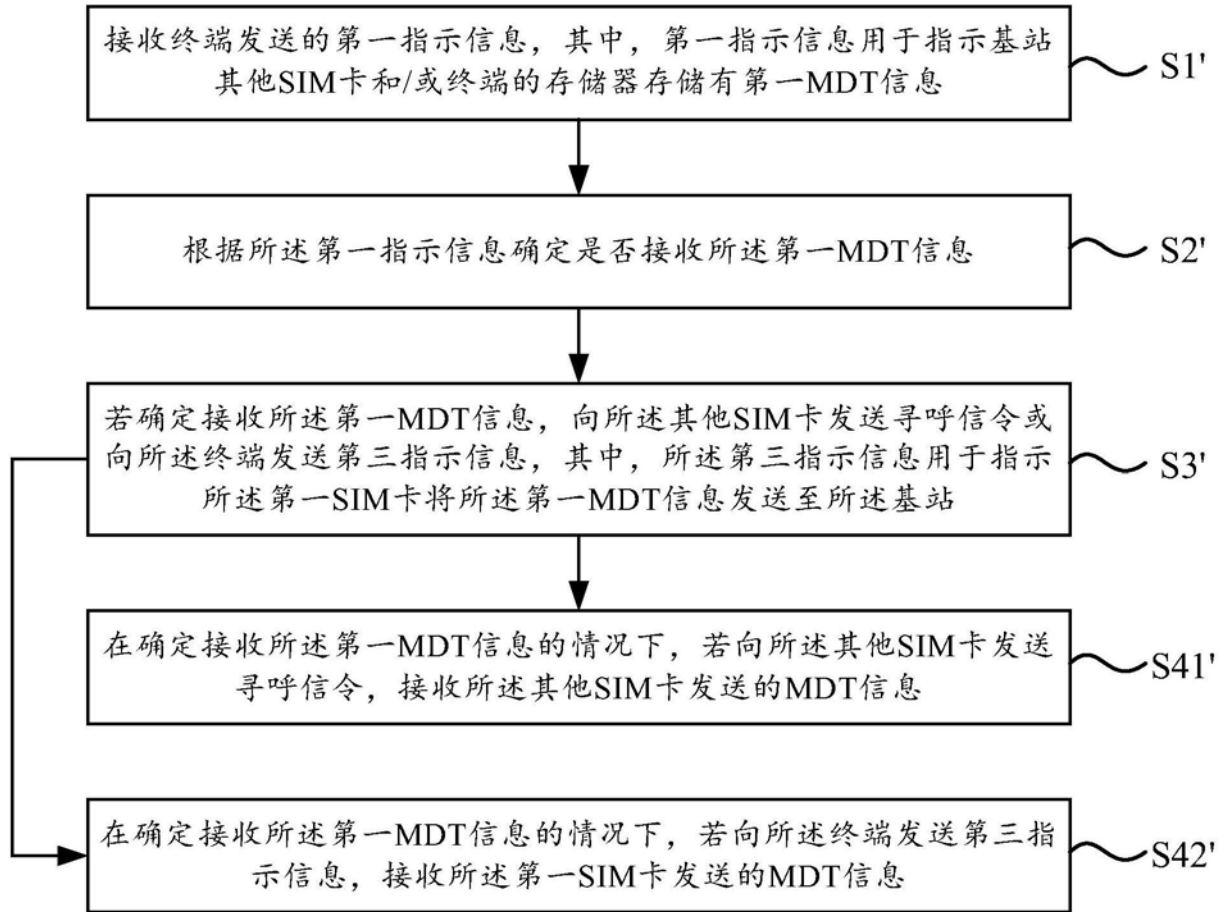 接收终端发送的第一指示信息，其中，第一指示信息用于指示基站
其他SIM卡和/或终端的存储器存储有第一MDT信息
S1'
根据所述第一指示信息确定是否接收所述第一MDT信息
S2'
若确定接收所述第一MDT信息，向所述其他SIM卡发送寻呼信令或
向所述终端发送第三指示信息，其中，所述第三指示信息用于指示
所述第一SIM卡将所述第一MDT信息发送至所述基站
S3'
在确定接收所述第一MDT信息的情况下，若向所述其他SIM卡发送
寻呼信令，接收所述其他SIM卡发送的MDT信息
S41'
在确定接收所述第一MDT信息的情况下，若向所述终端发送第三指
示信息，接收所述第一SIM卡发送的MDT信息
S42'